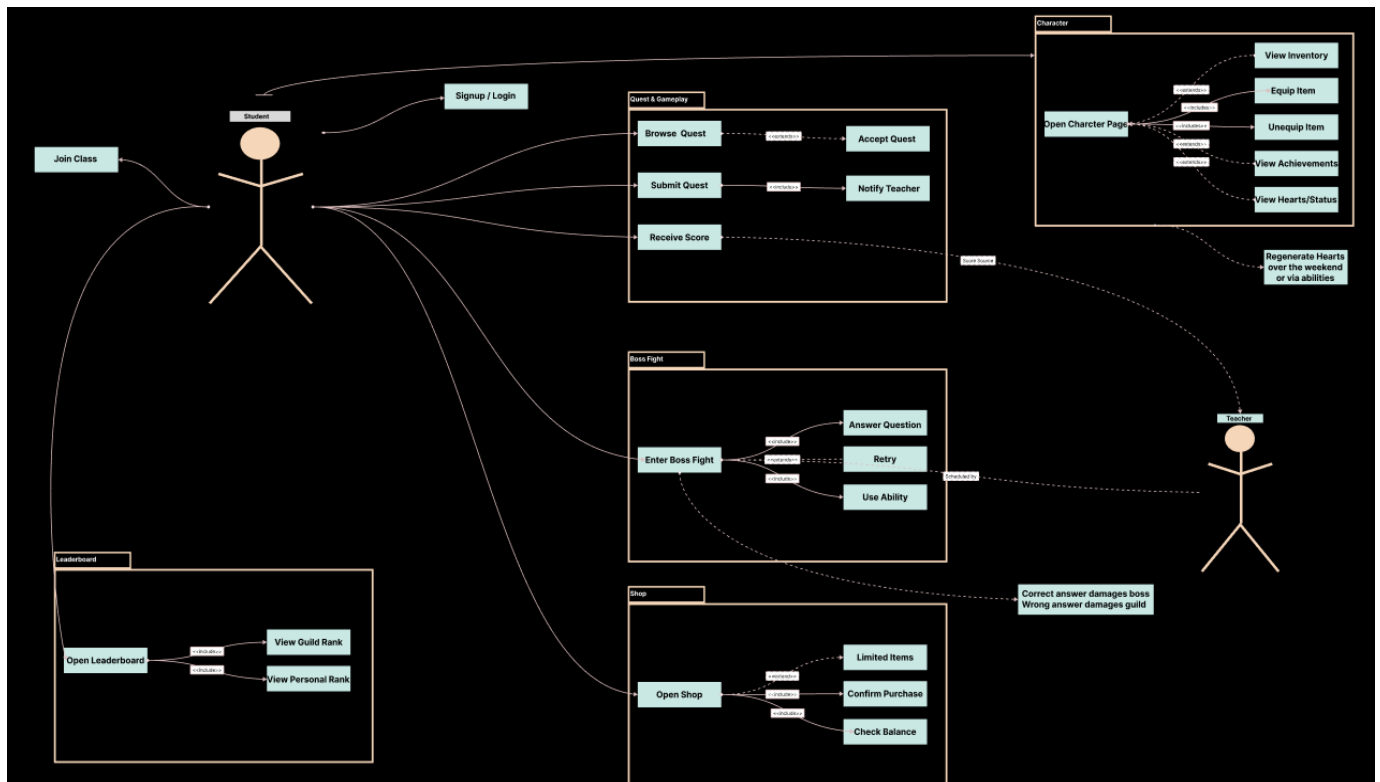 Character
View Inventory
<<extends>>
Equip Item
<<includes>>
Open Charcter Page
<<includes>>
Unequip Item
<<extends>>
View Achievements
<<extends>>
View Hearts/Status
Regenerate Hearts
over the weekend
or via abilities
Signup / Login
Student
Join Class
Quest & Gameplay
Browse Quest
<<extends>>
Accept Quest
Submit Quest
<<include>>
Notify Teacher
Receive Score
Score Source
Teacher
Boss Fight
Enter Boss Fight
<<include>>
Answer Question
<<extends>>
Retry
<<include>>
Use Ability
Scheduled by
Correct answer damages boss
Wrong answer damages guild
Leaderboard
Open Leaderboard
<<include>>
View Guild Rank
<<include>>
View Personal Rank
Shop
Open Shop
<<extend>>
Limited Items
<<include>>
Confirm Purchase
<<include>>
Check Balance